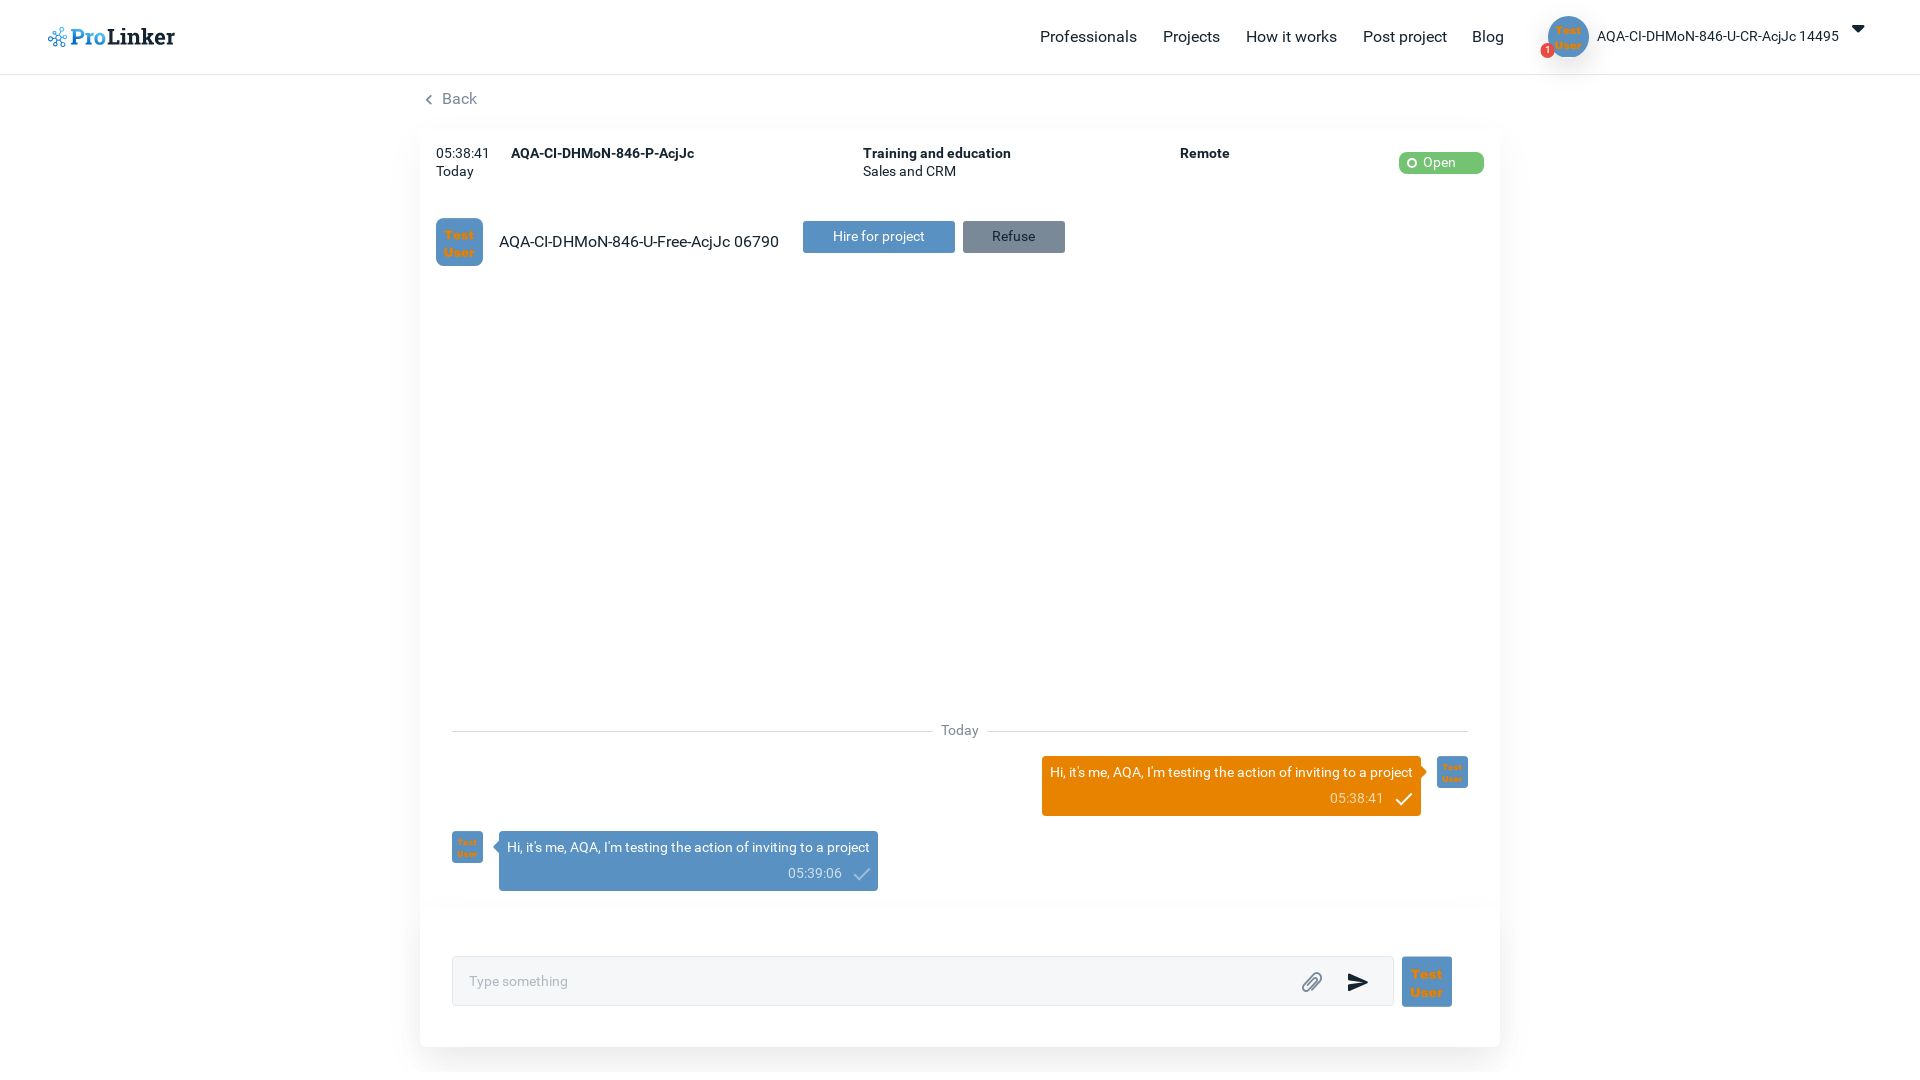 ProLinker
Professionals Projects How it works Post project Blog
Test
User
1
AQA-CI-DHMoN-846-U-CR-AcjJc 14495
Back
05:38:41 AQA-CI-DHMoN-846-P-AcjJc Training and education Remote
Today Sales and CRM
Open
Test
User
AQA-CI-DHMoN-846-U-Free-AcjJc 06790
Hire for project
Refuse
Today
Hi, it's me, AQA, I'm testing the action of inviting to a project
05:38:41
Test
User
Test
User
Hi, it's me, AQA, I'm testing the action of inviting to a project
05:39:06
Type something
Test
User